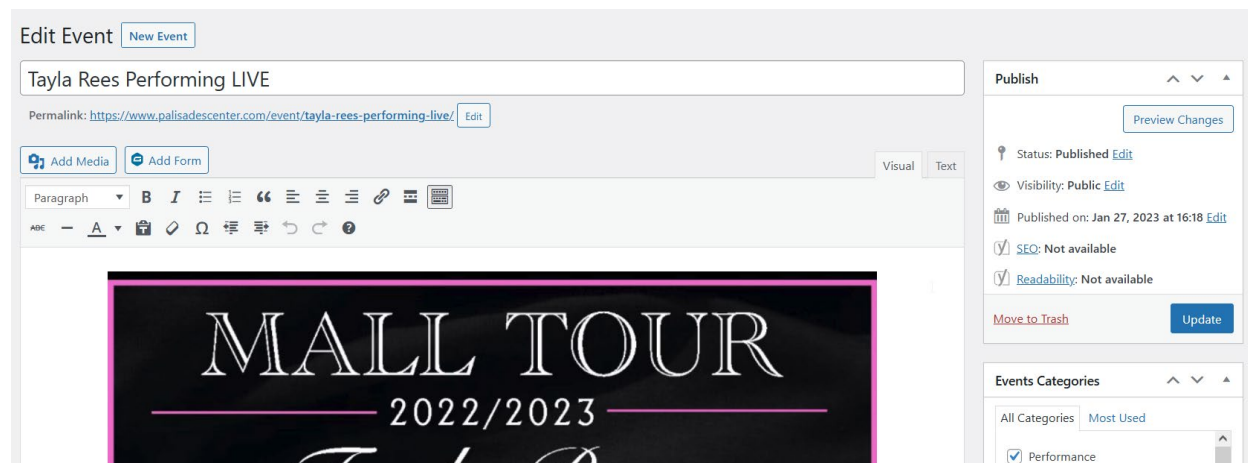 Edit Event New Event
Tayla Rees Performing LIVE
Permalink: https://www.palisadescenter.com/event/tayla-rees-performing-live/ Edit
Add Media Add Form
Visual Text
Paragraph B I
ABE A Ω
MALL TOUR
2022/2023
Publish
Preview Changes
Status: Published Edit
Visibility: Public Edit
Published on: Jan 27, 2023 at 16:18 Edit
SEO: Not available
Readability: Not available
Move to Trash Update
Events Categories
All Categories Most Used
Performance